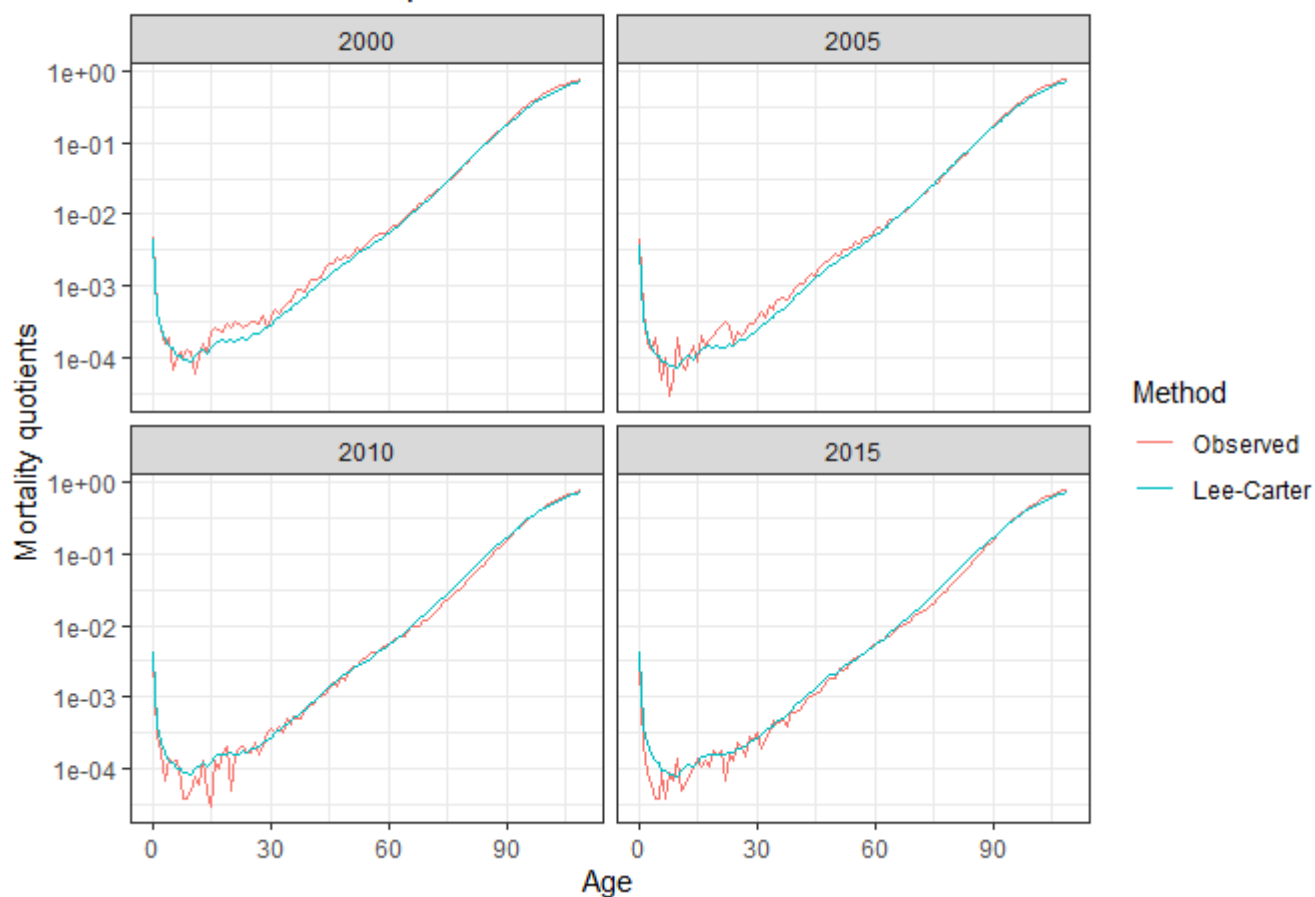 2000 2005
1e+00
1e-01
1e-02
1e-03
1e-04
2010 2015
1e+00
1e-01
1e-02
1e-03
1e-04
0 30 60 90 0 30 60 90
Age
Mortality quotients
Method
Observed
Lee-Carter